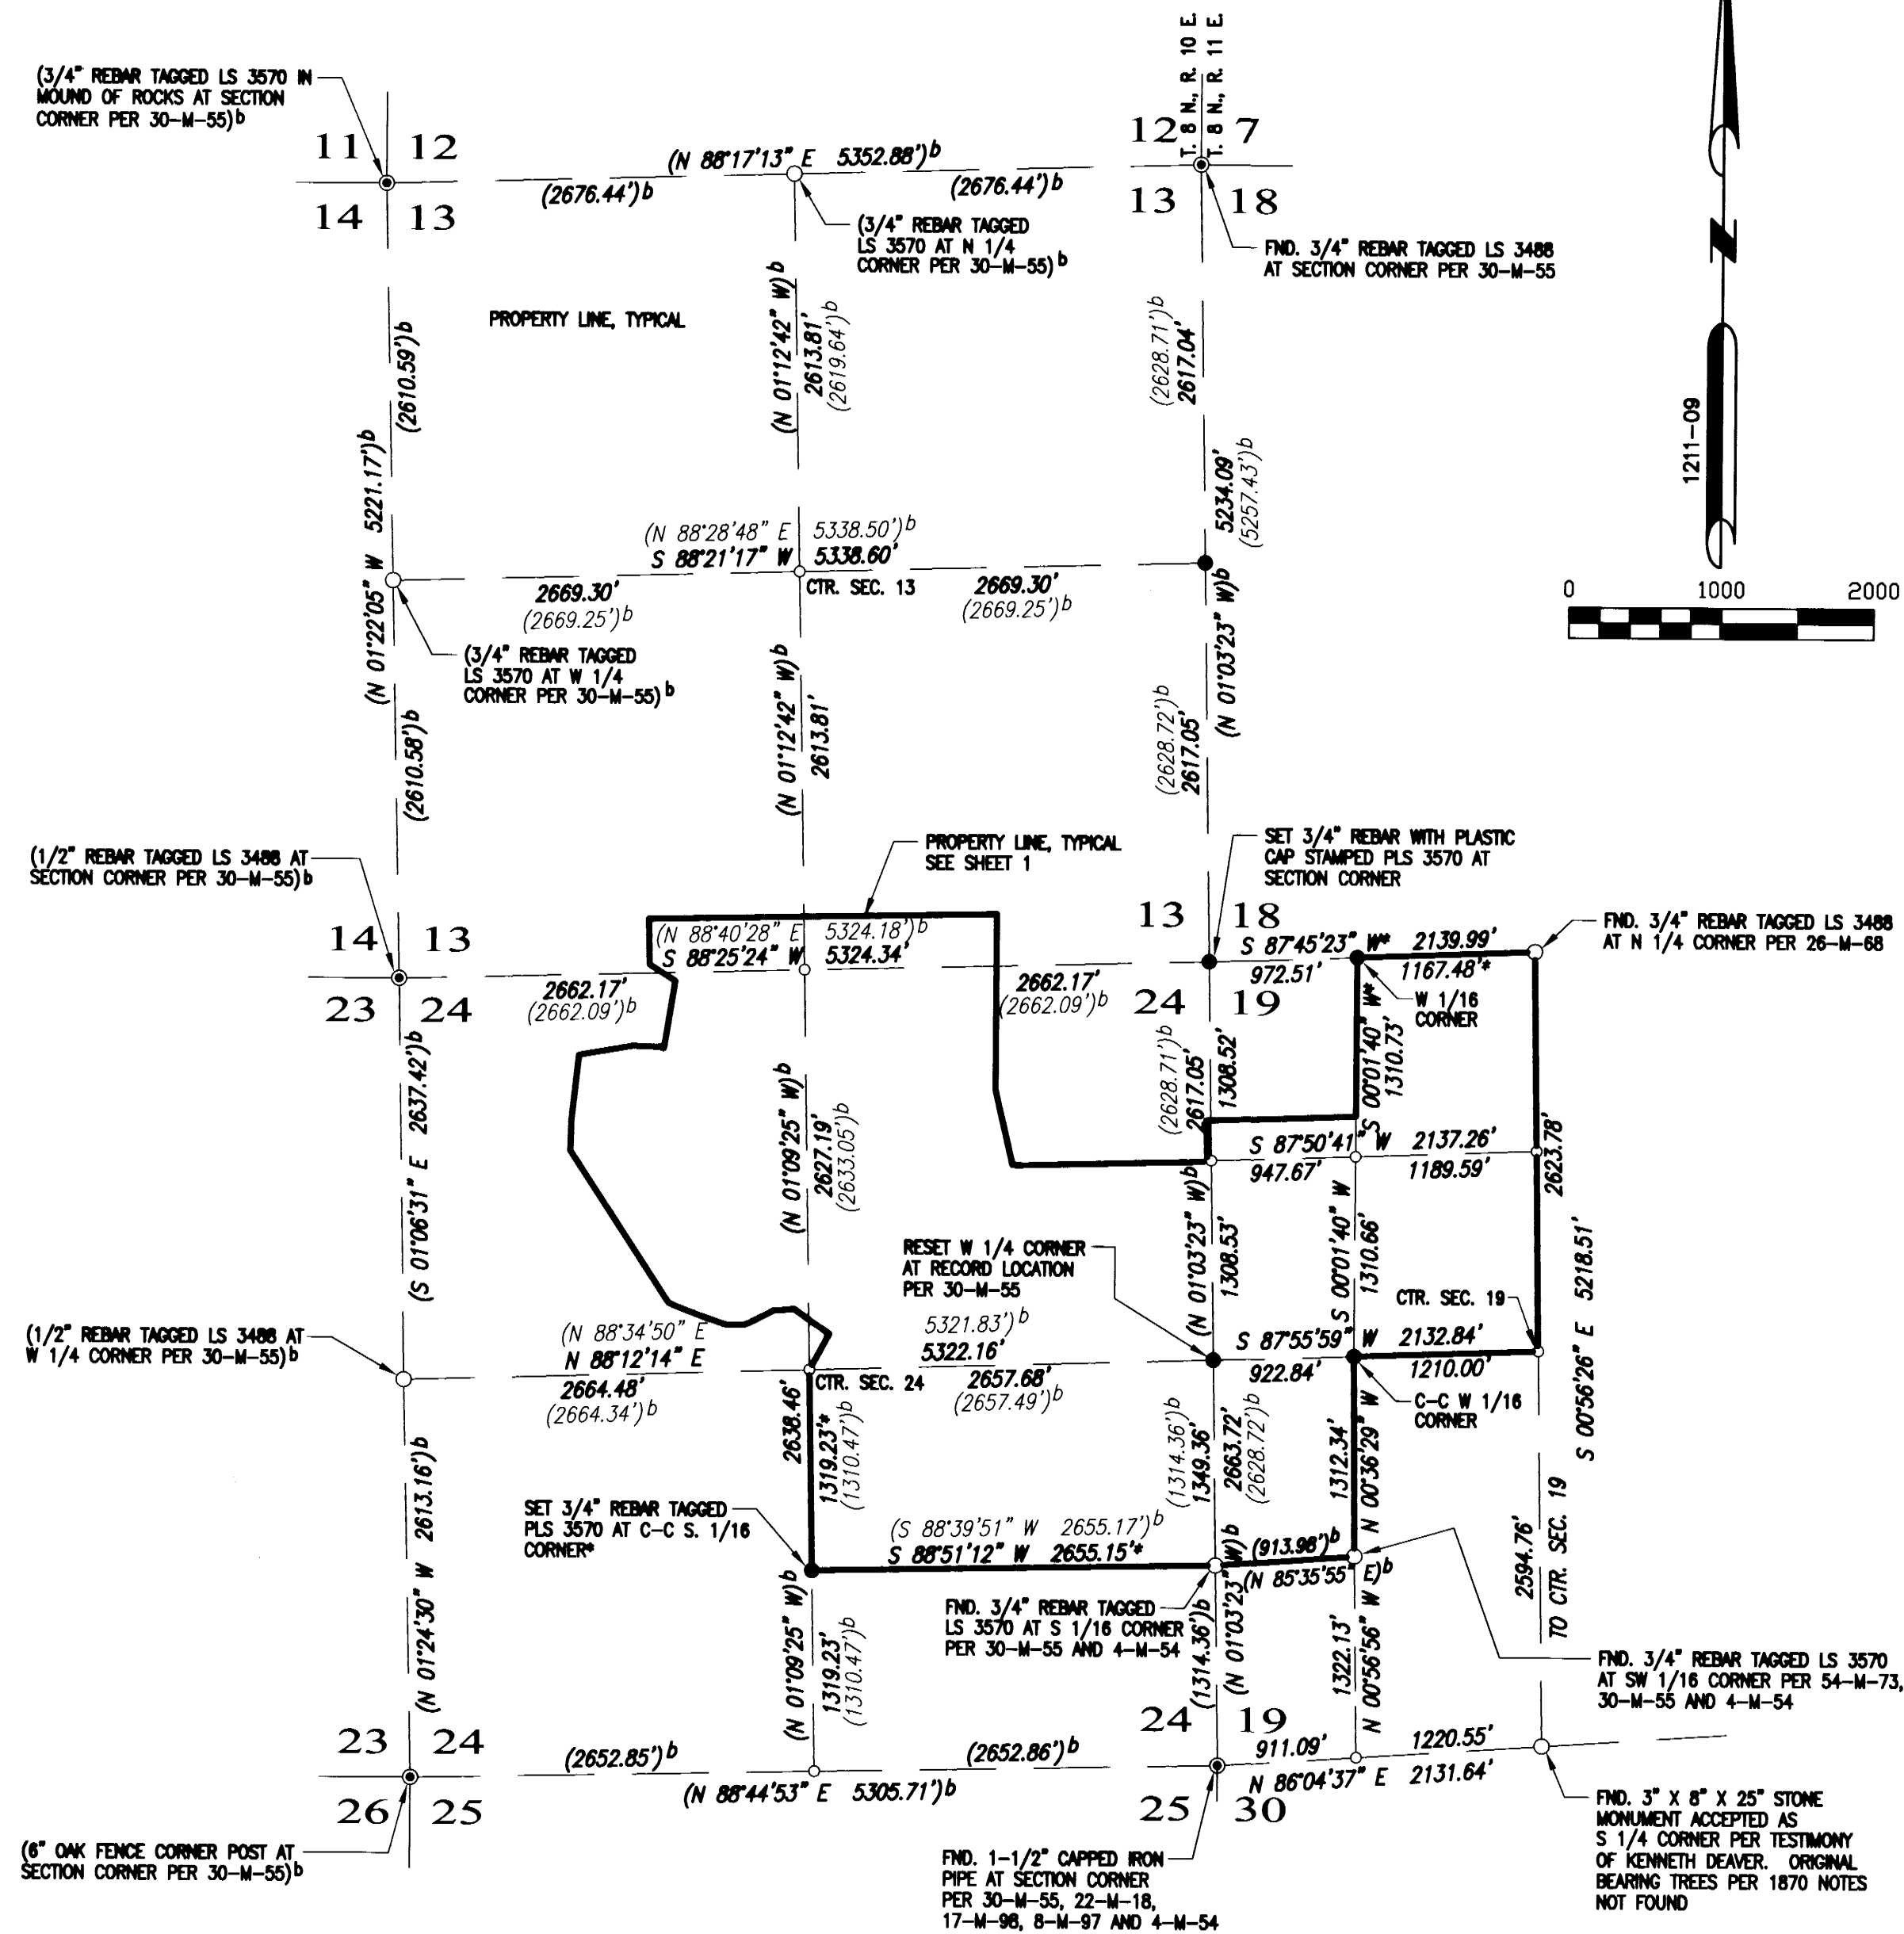 T. 8 N., R. 10 E.
T. 8 N., R. 11 E.
(3/4" REBAR TAGGED LS 3570 IN
MOUND OF ROCKS AT SECTION
CORNER PER 30-M-55)b
11 12
14 13
(N 88°17'13" E 5352.88')b
(2676.44')b
(2676.44')b
12 7
13 18
(3/4" REBAR TAGGED
LS 3570 AT N 1/4
CORNER PER 30-M-55)b
FND. 3/4" REBAR TAGGED LS 3488
AT SECTION CORNER PER 30-M-55
N
1211-09
0 1000 2000
PROPERTY LINE, TYPICAL
(2610.59')b
(N 01°22'05" W 5221.17')b
(2610.58')b
(N 01°12'42" W)b
2613.81'
(2619.64')b
(2628.71')b
2617.04'
5234.09'
(5257.43')b
(N 01°03'23" W)b
(2628.72')b
2617.05'
(N 88°28'48" E 5338.50')b
S 88°21'17" W 5338.60'
2669.30'
(2669.25')b
CTR. SEC. 13
2669.30'
(2669.25')b
(3/4" REBAR TAGGED
LS 3570 AT W 1/4
CORNER PER 30-M-55)b
(N 01°12'42" W)b
2613.81'
(1/2" REBAR TAGGED LS 3488 AT
SECTION CORNER PER 30-M-55)b
PROPERTY LINE, TYPICAL
SEE SHEET 1
SET 3/4" REBAR WITH PLASTIC
CAP STAMPED PLS 3570 AT
SECTION CORNER
14 13
23 24
(N 88°40'28" E 5324.18')b
S 88°25'24" W 5324.34'
2662.17'
(2662.09')b
2662.17'
(2662.09')b
13 18
24 19
S 87°45'23" W* 2139.99'
972.51'
1167.48'*
FND. 3/4" REBAR TAGGED LS 3488
AT N 1/4 CORNER PER 26-M-68
W 1/16
CORNER
S 00°01'40" W*
1310.73'
(2628.71')b
2617.05'
1308.52'
(S 01°06'31" E 2637.42')b
(N 01°09'25" W)b
2627.19'
(2633.05')b
S 87°50'41" W 2137.26'
947.67'
1189.59'
2623.78'
S 00°56'26" E 5218.51'
(N 01°03'23" W)b
1308.53'
S 00°01'40" W
1310.66'
RESET W 1/4 CORNER
AT RECORD LOCATION
PER 30-M-55
CTR. SEC. 19
(1/2" REBAR TAGGED LS 3488 AT
W 1/4 CORNER PER 30-M-55)b
(N 88°34'50" E 5321.83')b
N 88°12'14" E 5322.16'
2664.48'
(2664.34')b
CTR. SEC. 24
2657.68'
(2657.49')b
S 87°55'59" W 2132.84'
922.84'
1210.00'
C-C W 1/16
CORNER
2638.46'
1319.23'*
(1310.47')b
(1314.36')b
1349.36'
2663.72'
(2628.72')b
1312.34'
N 00°36'29" W
2594.76'
TO CTR. SEC. 19
(N 01°24'30" W 2613.16')b
SET 3/4" REBAR TAGGED
PLS 3570 AT C-C S. 1/16
CORNER*
(S 88°39'51" W 2655.17')b
S 88°51'12" W 2655.15'*
(913.98')b
(N 85°35'55" E)b
FND. 3/4" REBAR TAGGED
LS 3570 AT S 1/16 CORNER
PER 30-M-55 AND 4-M-54
(N 01°09'25" W)b
1319.23'
(1310.47')b
(1314.36')b
(N 01°03'23" W)b
1322.13'
N 00°56'56" W
FND. 3/4" REBAR TAGGED LS 3570
AT SW 1/16 CORNER PER 54-M-73,
30-M-55 AND 4-M-54
23 24
26 25
(2652.85')b
(2652.86')b
(N 88°44'53" E 5305.71')b
24 19
25 30
911.09'
1220.55'
N 86°04'37" E 2131.64'
(6" OAK FENCE CORNER POST AT
SECTION CORNER PER 30-M-55)b
FND. 1-1/2" CAPPED IRON
PIPE AT SECTION CORNER
PER 30-M-55, 22-M-18,
17-M-98, 8-M-97 AND 4-M-54
FND. 3" X 8" X 25" STONE
MONUMENT ACCEPTED AS
S 1/4 CORNER PER TESTIMONY
OF KENNETH DEAVER. ORIGINAL
BEARING TREES PER 1870 NOTES
NOT FOUND